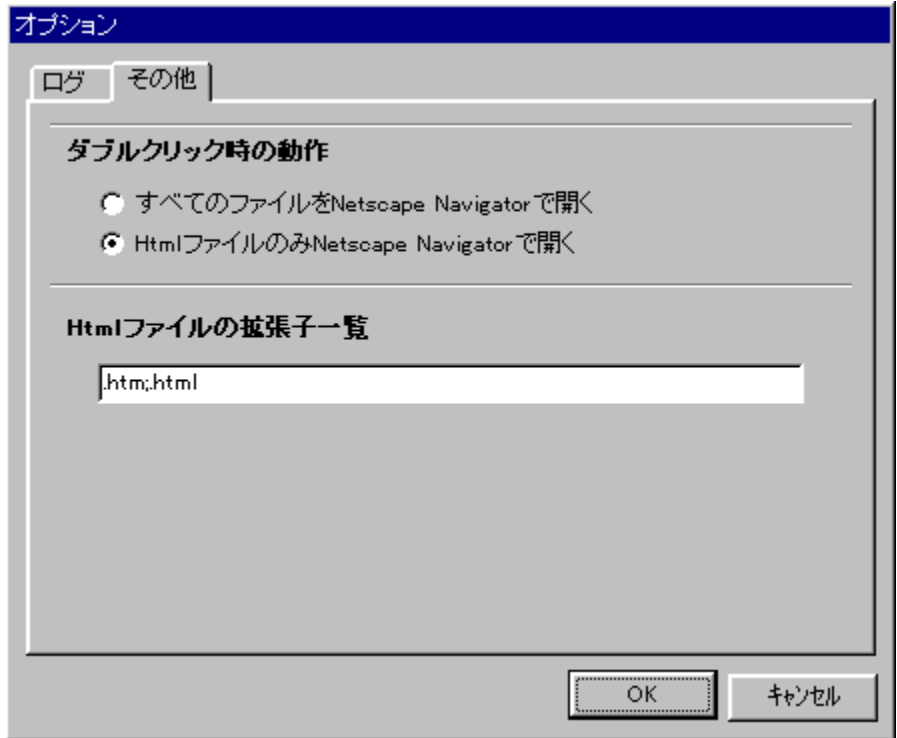 オプション
ログ
その他
ダブルクリック時の動作
すべてのファイルをNetscape Navigatorで開く
HtmlファイルのみNetscape Navigatorで開く
Htmlファイルの拡張子一覧
.htm;.html
OK
キャンセル